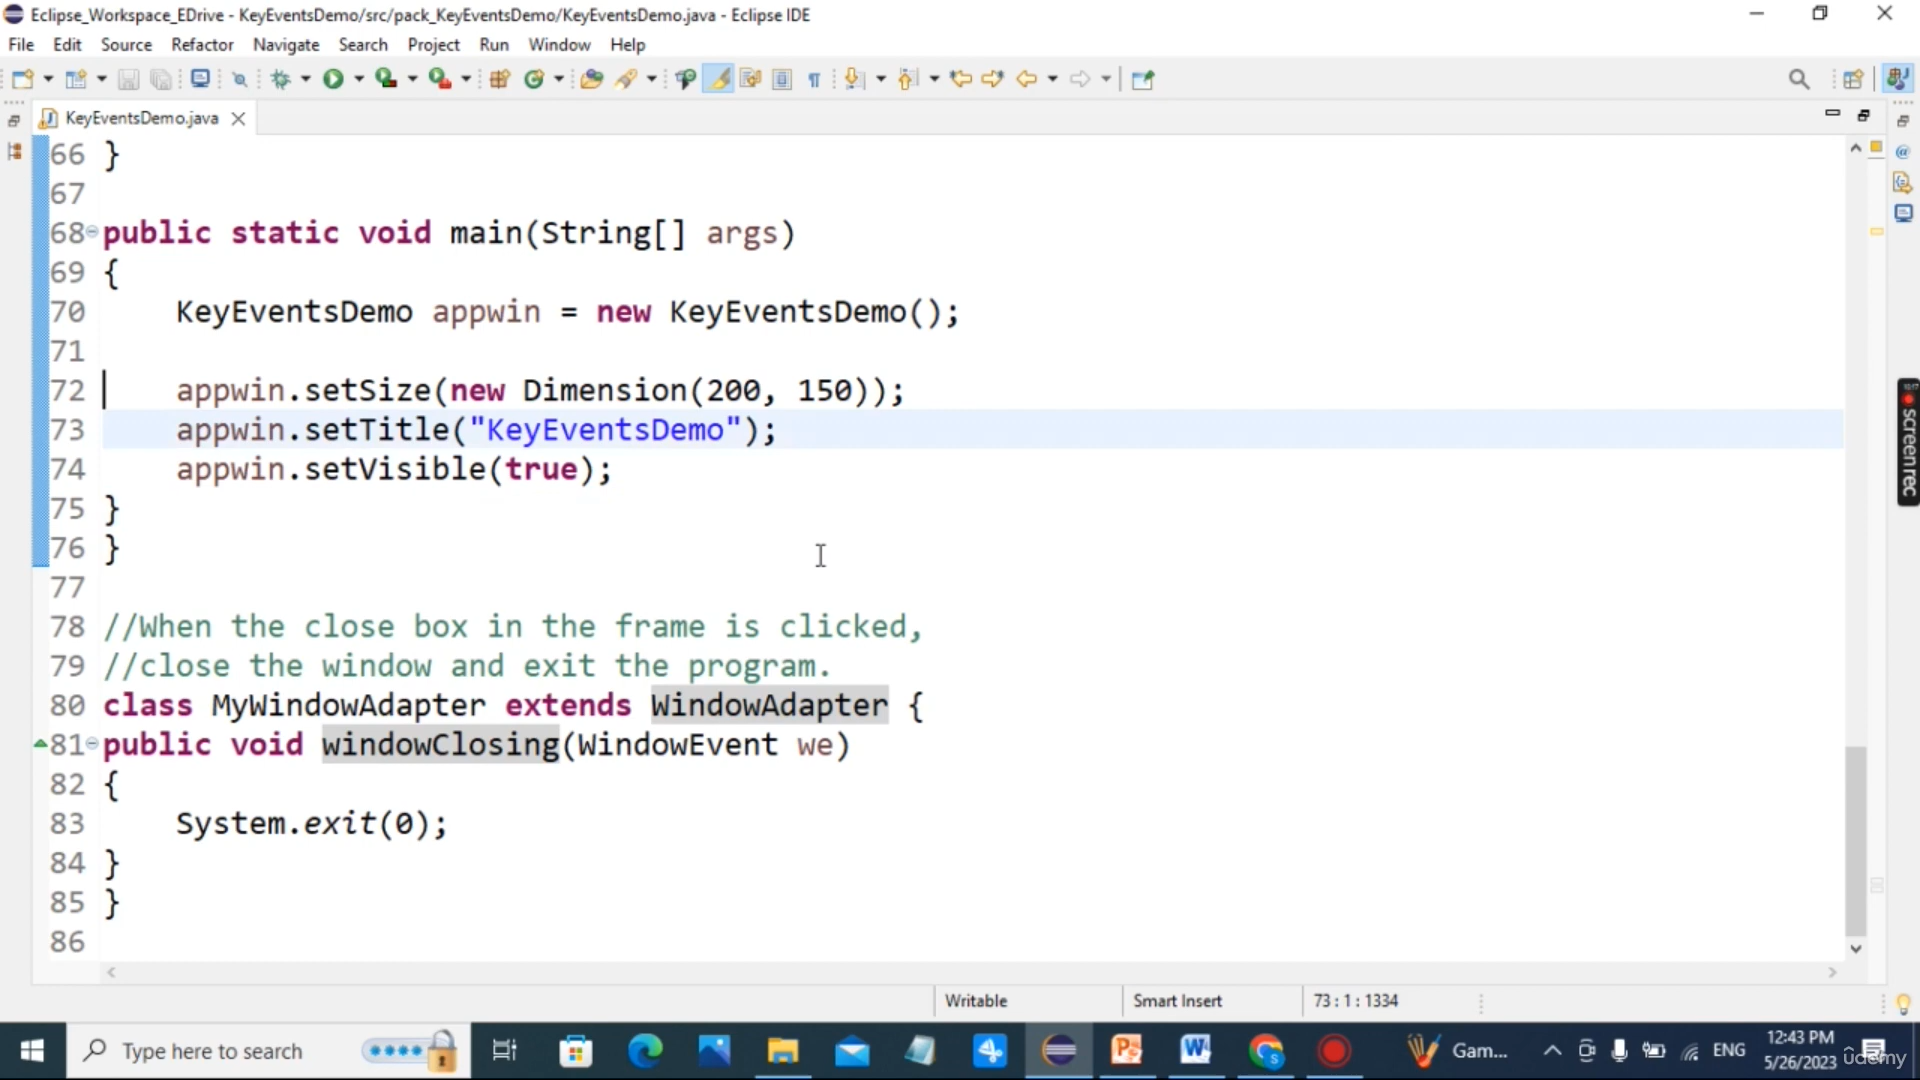 Eclipse_Workspace_EDrive - KeyEventsDemo/src/pack_KeyEventsDemo/KeyEventsDemo.java - Eclipse IDE
File Edit Source Refactor Navigate Search Project Run Window Help
KeyEventsDemo.java
66 }
67
68 public static void main(String[] args)
69 {
70 KeyEventsDemo appwin = new KeyEventsDemo();
71
72 appwin.setSize(new Dimension(200, 150));
73 appwin.setTitle("KeyEventsDemo");
74 appwin.setVisible(true);
75 }
76 }
77
78 //When the close box in the frame is clicked,
79 //close the window and exit the program.
80 class MyWindowAdapter extends WindowAdapter {
81 public void windowClosing(WindowEvent we)
82 {
83 System.exit(0);
84 }
85 }
86
screenrec
Writable Smart Insert 73 : 1 : 1334
Type here to search
Gam...
ENG
12:43 PM
5/26/2023
ûdemy